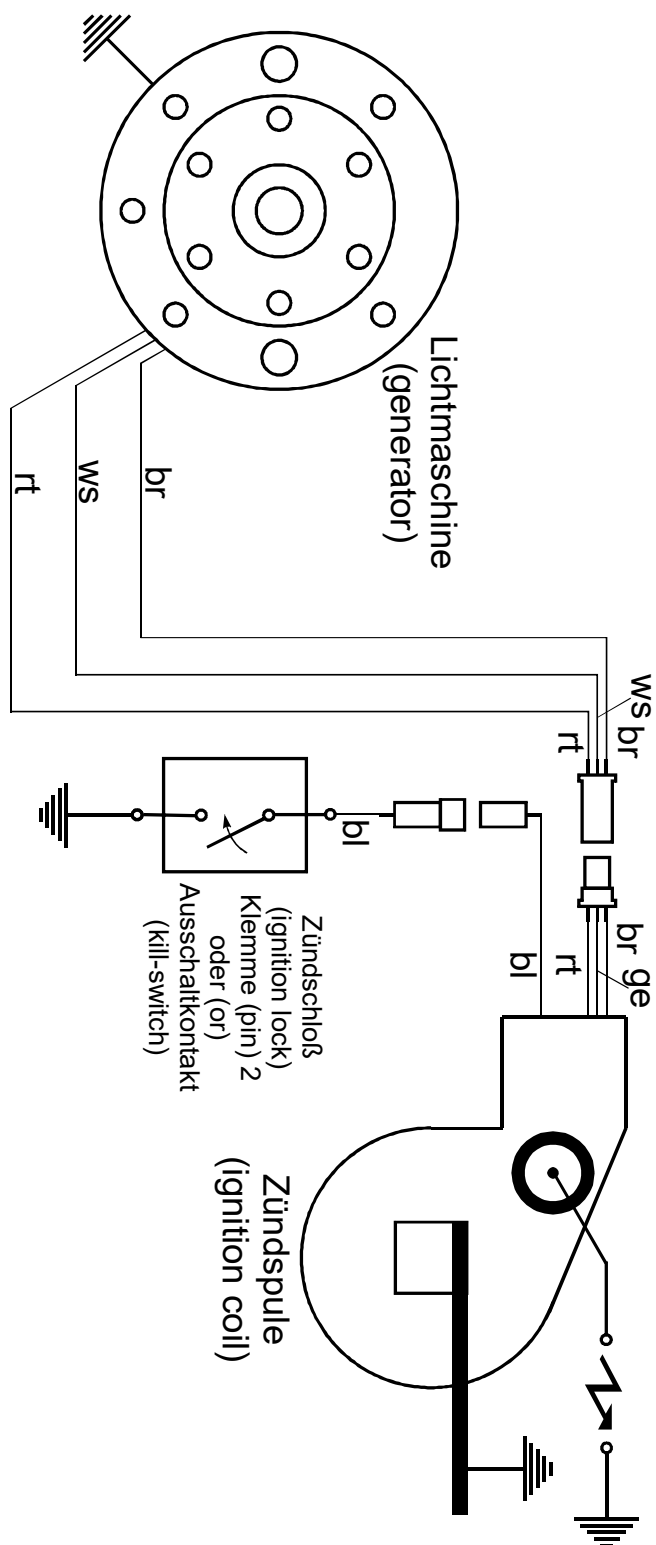 Lichtmaschine
(generator)
br
ws
rt
ws
br
rt
br
ge
rt
bl
bl
Zündschloß
(ignition lock)
Klemme (pin) 2
oder (or)
Ausschaltkontakt
(kill-switch)
Zündspule
(ignition coil)